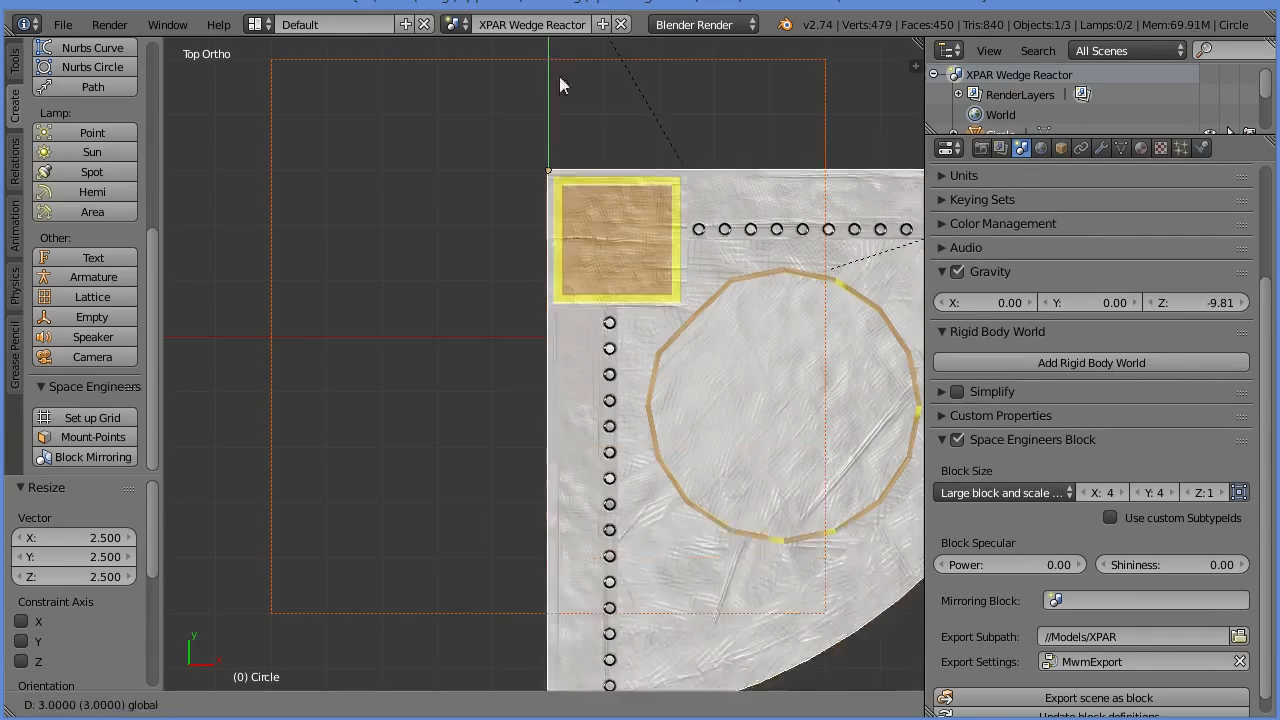 File Render Window Help Default XPAR Wedge Reactor Blender Render v2.74 | Verts:479 | Faces:450 | Tris:840 | Objects:1/3 | Lamps:0/2 | Mem:69.91M | Circle
Tools
Create
Relations
Animation
Physics
Grease Pencil
Nurbs Curve
Nurbs Circle
Path
Lamp:
Point
Sun
Spot
Hemi
Area
Other:
Text
Armature
Lattice
Empty
Speaker
Camera
Space Engineers
Set up Grid
Mount-Points
Block Mirroring
Resize
Vector
X: 2.500
Y: 2.500
Z: 2.500
Constraint Axis
X
Y
Z
Orientation
Top Ortho
y
x
(0) Circle
D: 3.0000 (3.0000) global
View Search All Scenes
XPAR Wedge Reactor
RenderLayers
World
Circle
Units
Keying Sets
Color Management
Audio
Gravity
X: 0.00 Y: 0.00 Z: -9.81
Rigid Body World
Add Rigid Body World
Simplify
Custom Properties
Space Engineers Block
Block Size
Large block and scale ... X: 4 Y: 4 Z: 1
Use custom SubtypeIds
Block Specular
Power: 0.00 Shininess: 0.00
Mirroring Block:
Export Subpath: //Models/XPAR
Export Settings: MwmExport
Export scene as block
Update block definitions